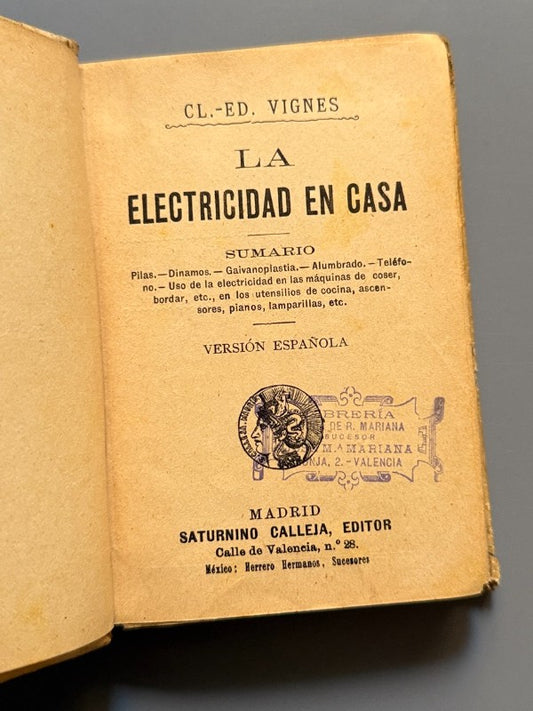 CL.-ED. VIGNES
LA
ELECTRICIDAD EN CASA
SUMARIO
Pilas.—Dinamos.—Galvanoplastia.—Alumbrado.—Teléfo-
no.—Uso de la electricidad en las máquinas de coser,
bordar, etc., en los utensilios de cocina, ascen-
sores, pianos, lamparillas, etc.
VERSIÓN ESPAÑOLA
BRERÍA
DE R. MARIANA
SUCESOR
M.ª MARIANA
2.-VALENCIA
MADRID
SATURNINO CALLEJA, EDITOR
Calle de Valencia, n.º 28.
México: Herrero Hermanos, Sucesores